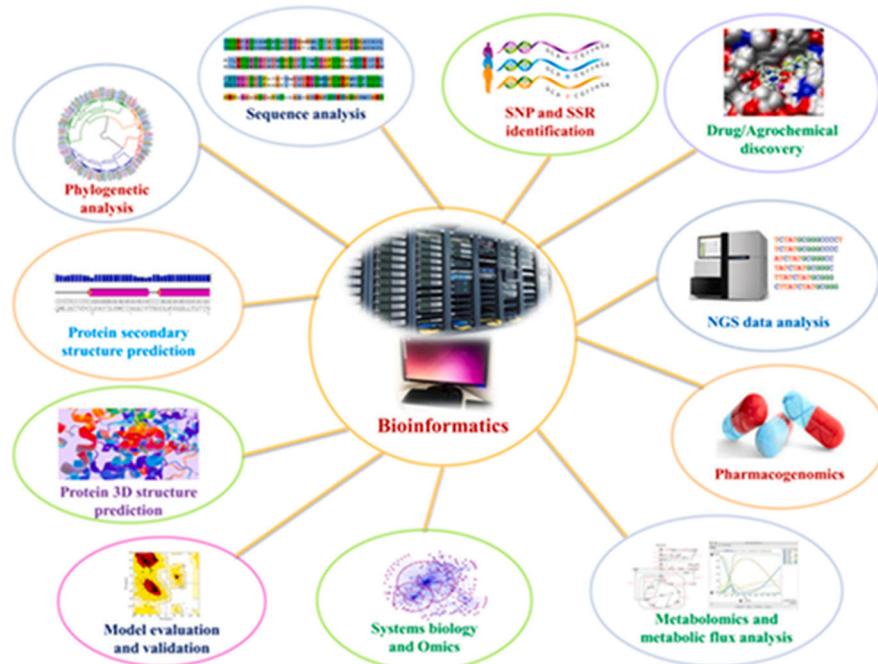 Sequence analysis
SNP and SSR
identification
Drug/Agrochemical
discovery
Phylogenetic
analysis
NGS data analysis
Protein secondary
structure prediction
Bioinformatics
Pharmacogenomics
Protein 3D structure
prediction
Model evaluation
and validation
Systems biology
and Omics
Metabolomics and
metabolic flux analysis